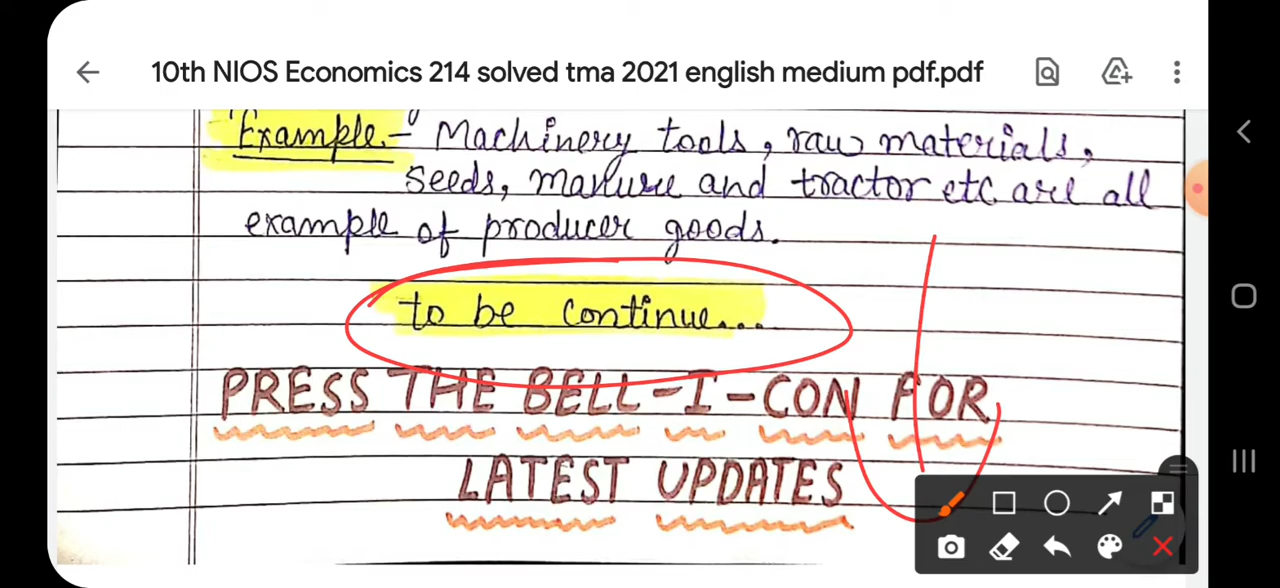 10th NIOS Economics 214 solved tma 2021 english medium pdf.pdf
Example.- Machinery tools, raw materials,
seeds, manure and tractor etc. are all
example of producer goods.
to be continue...
PRESS THE BELL-I-CON FOR
LATEST UPDATES